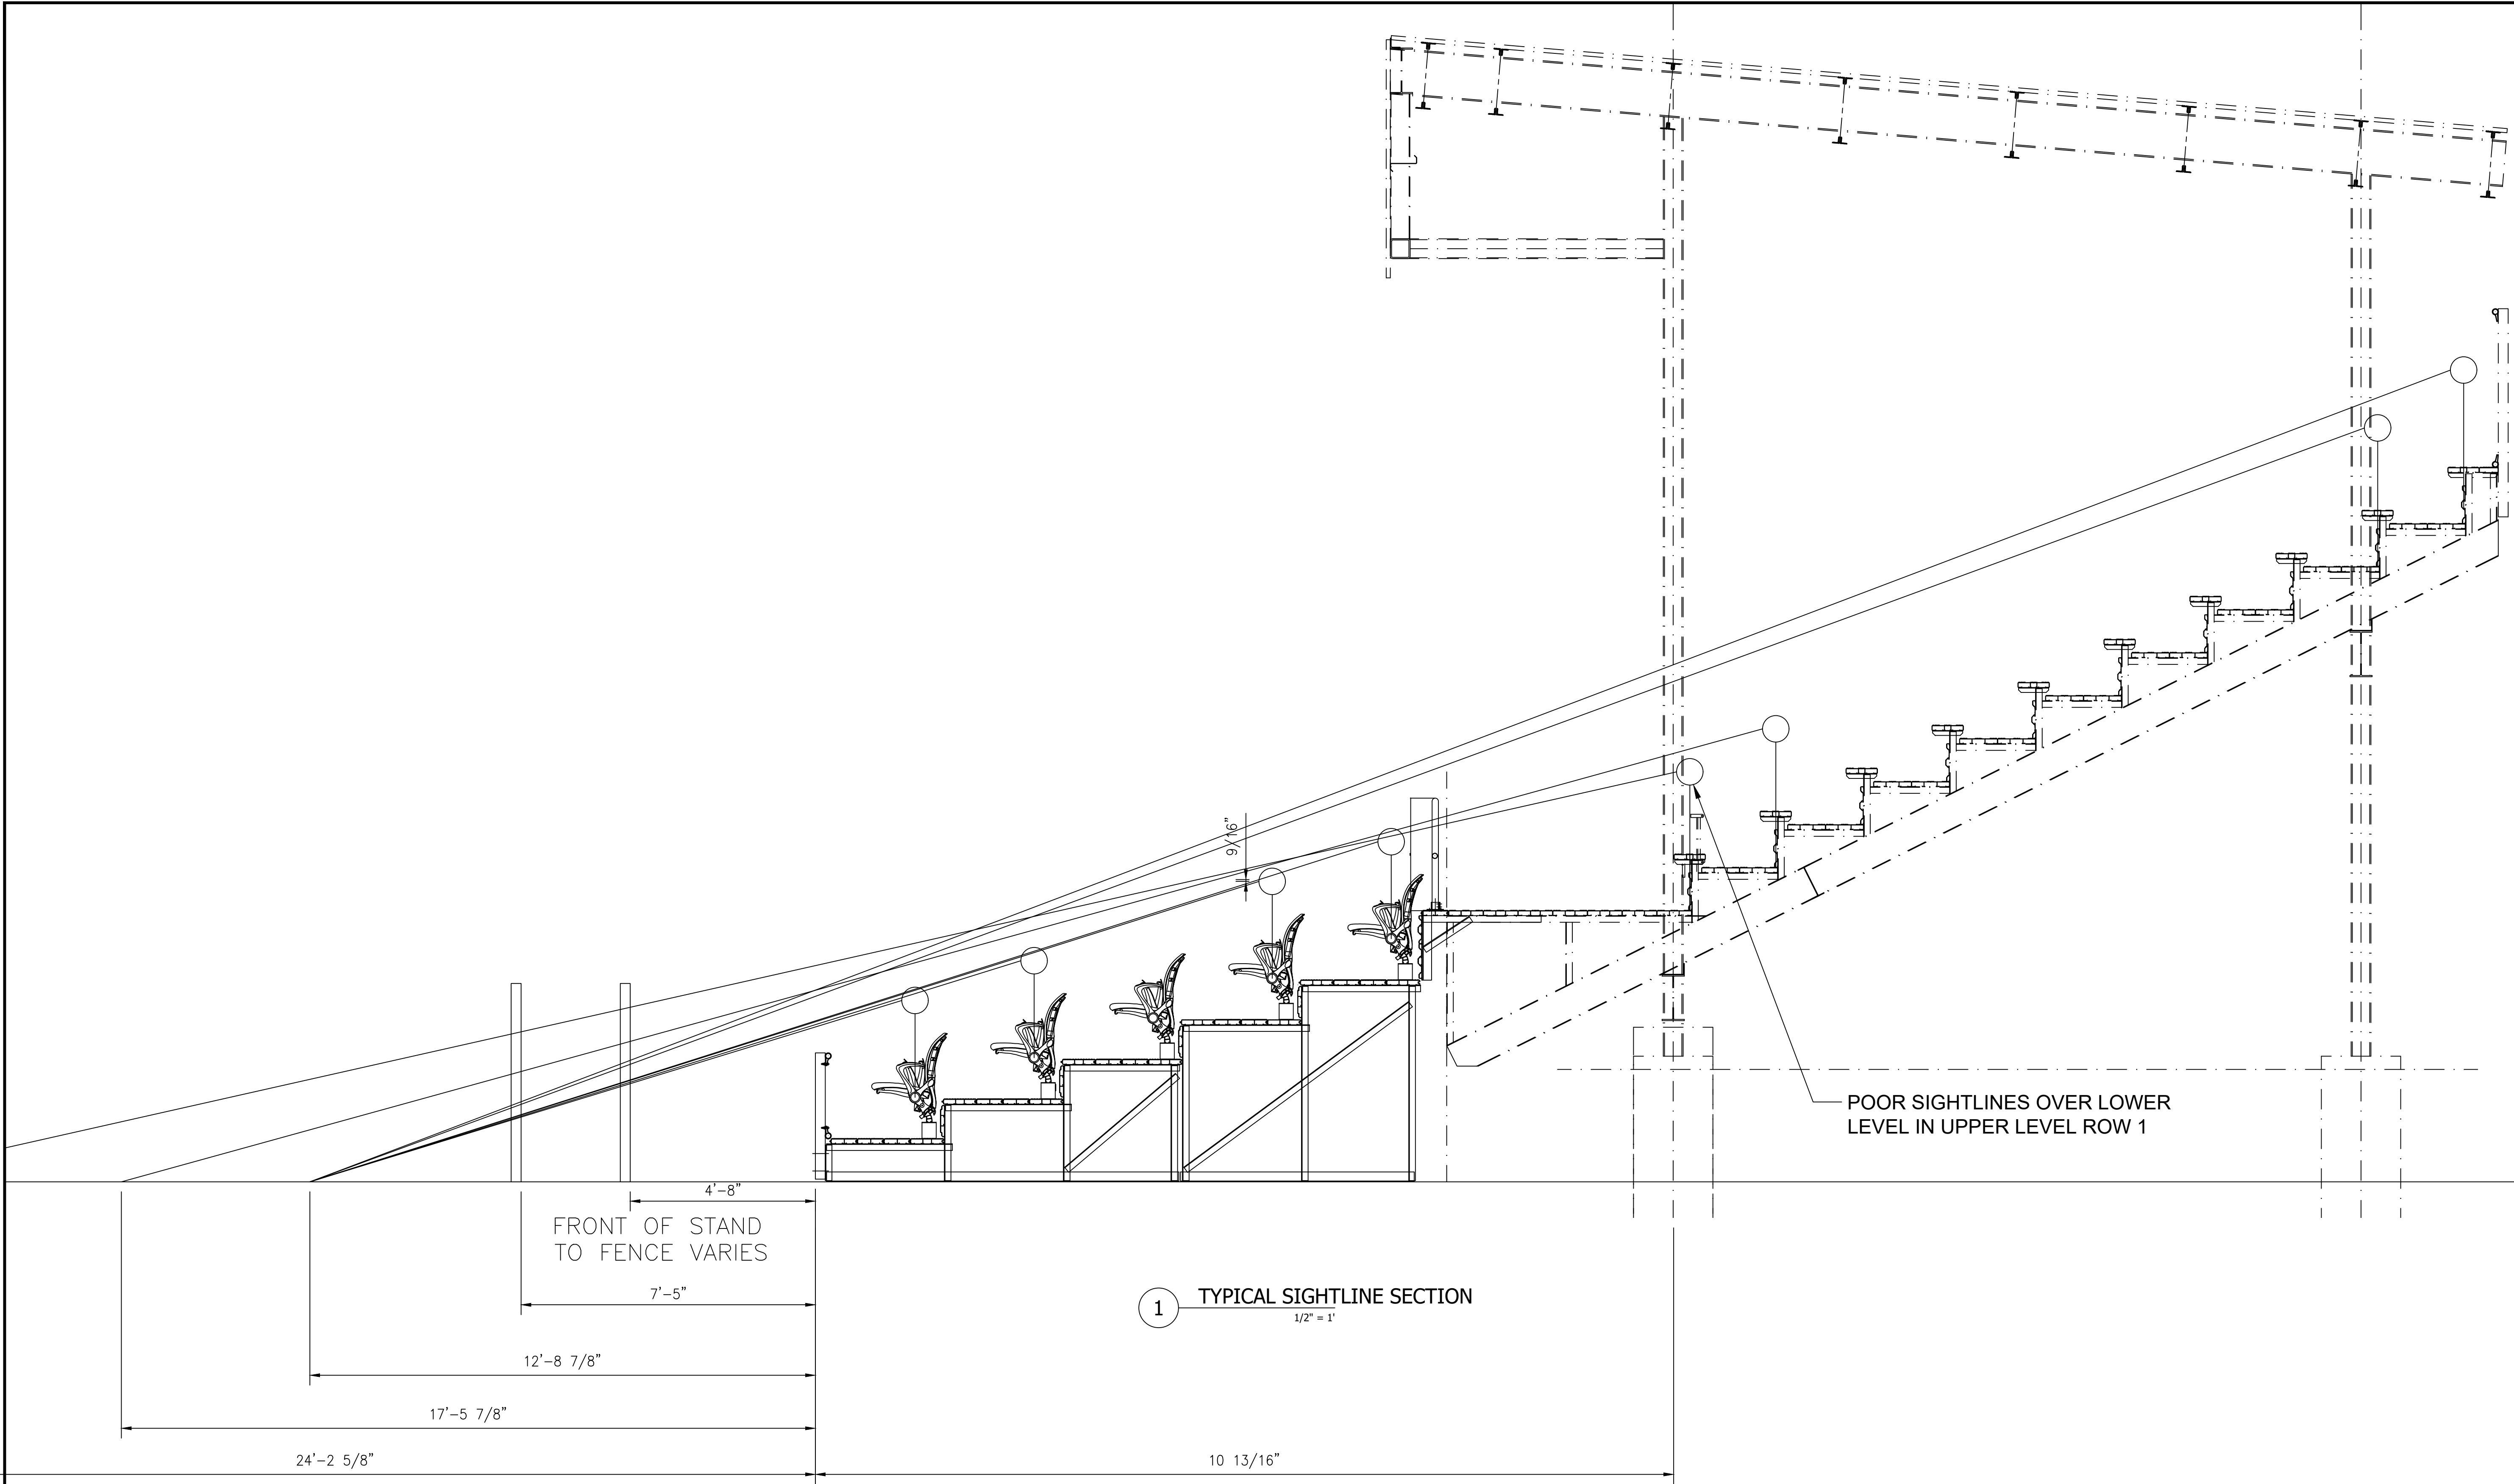 9/16"
POOR SIGHTLINES OVER LOWER
LEVEL IN UPPER LEVEL ROW 1
4'-8"
FRONT OF STAND
TO FENCE VARIES
7'-5"
1
TYPICAL SIGHTLINE SECTION
1/2" = 1'
12'-8 7/8"
17'-5 7/8"
24'-2 5/8"
10 13/16"